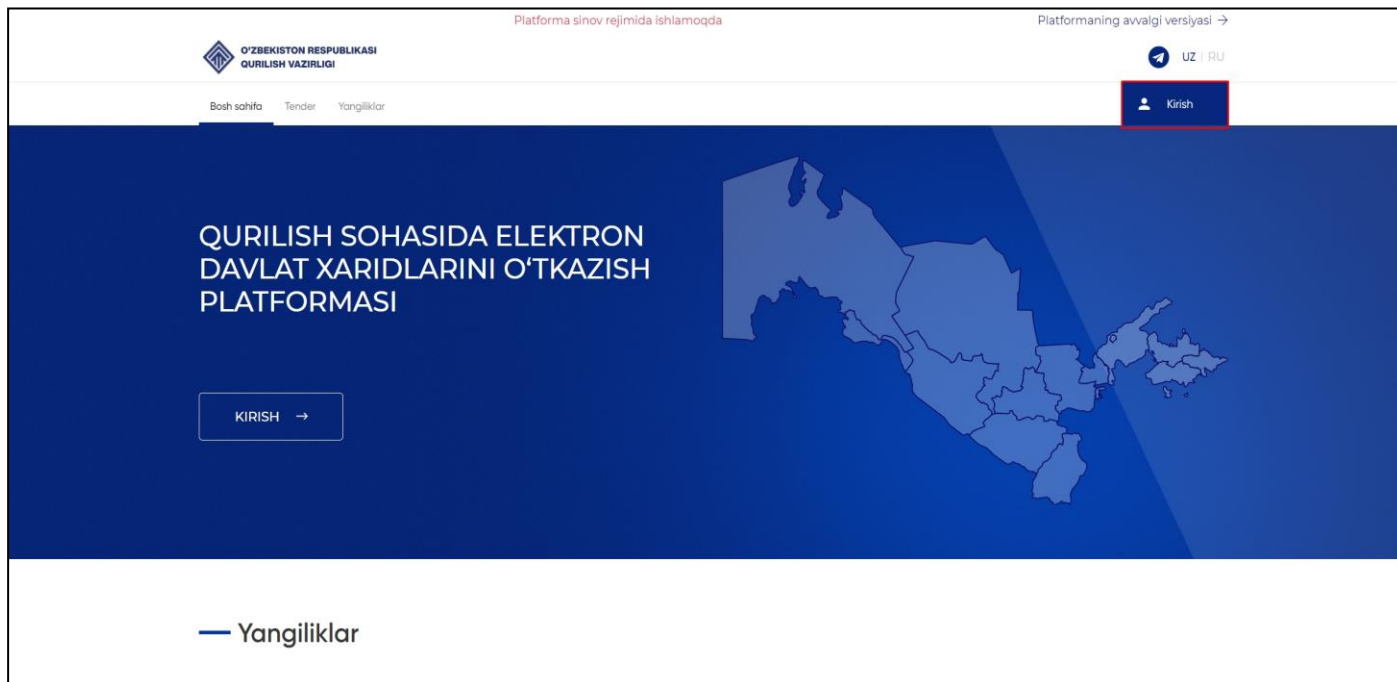 Platforma sinov rejimida ishlamoqda
Platformaning avvalgi versiyasi →
O'ZBEKISTON RESPUBLIKASI
QURILISH VAZIRLIGI
UZ | RU
Bosh sahifa Tender Yangiliklar
Kirish
QURILISH SOHASIDA ELEKTRON
DAVLAT XARIDLARINI O‘TKAZISH
PLATFORMASI
KIRISH →
Yangiliklar